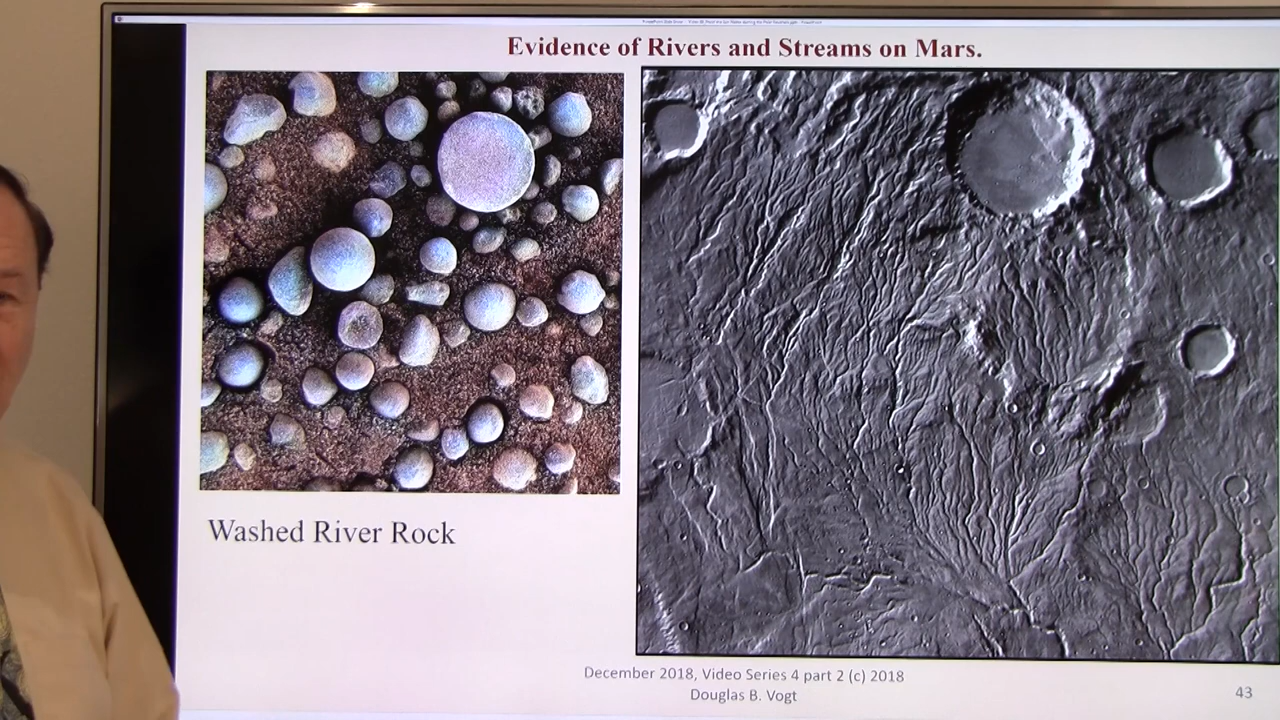 Evidence of Rivers and Streams on Mars.
Washed River Rock
December 2018, Video Series 4 part 2 (c) 2018
Douglas B. Vogt
43